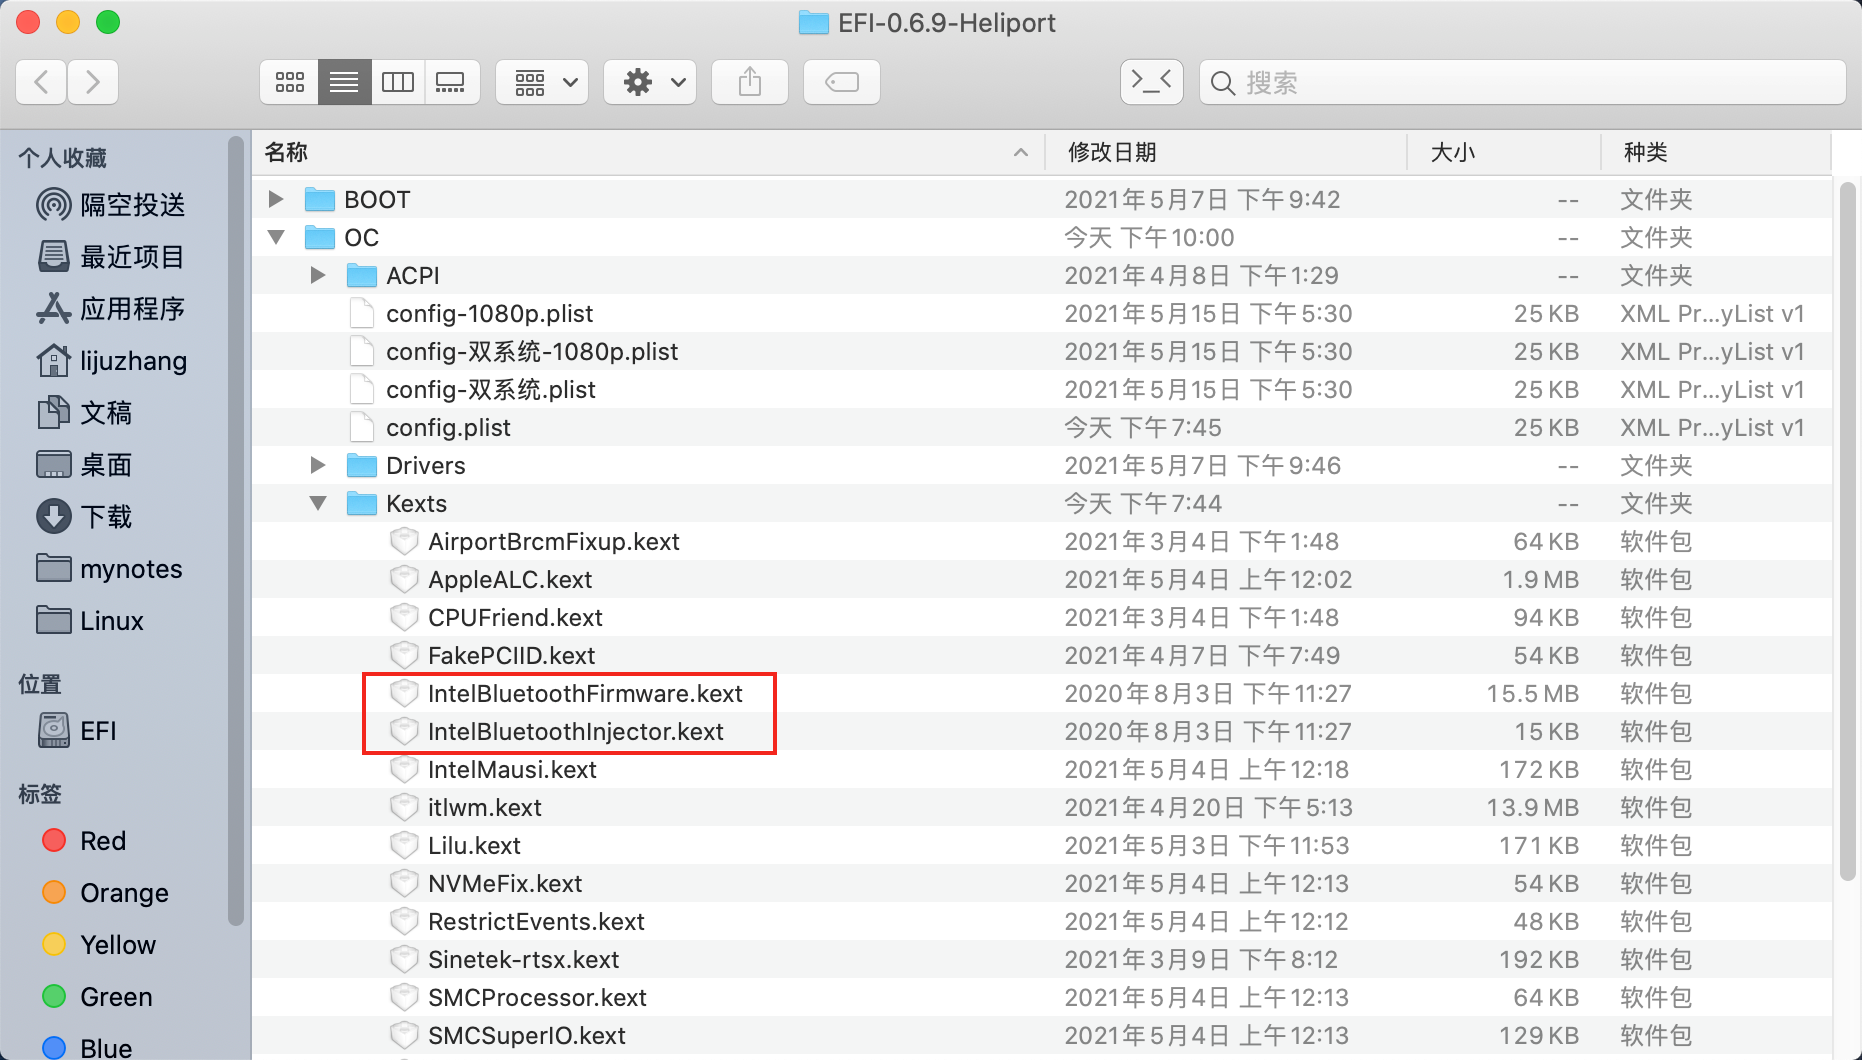 EFI-0.6.9-Heliport
搜索
个人收藏
隔空投送
最近项目
应用程序
lijuzhang
文稿
桌面
下载
mynotes
Linux
位置
EFI
标签
Red
Orange
Yellow
Green
Blue
名称 修改日期 大小 种类
BOOT 2021年5月7日 下午9:42 -- 文件夹
OC 今天 下午10:00 -- 文件夹
ACPI 2021年4月8日 下午1:29 -- 文件夹
config-1080p.plist 2021年5月15日 下午5:30 25 KB XML Pr...yList v1
config-双系统-1080p.plist 2021年5月15日 下午5:30 25 KB XML Pr...yList v1
config-双系统.plist 2021年5月15日 下午5:30 25 KB XML Pr...yList v1
config.plist 今天 下午7:45 25 KB XML Pr...yList v1
Drivers 2021年5月7日 下午9:46 -- 文件夹
Kexts 今天 下午7:44 -- 文件夹
AirportBrcmFixup.kext 2021年3月4日 下午1:48 64 KB 软件包
AppleALC.kext 2021年5月4日 上午12:02 1.9 MB 软件包
CPUFriend.kext 2021年3月4日 下午1:48 94 KB 软件包
FakePCIID.kext 2021年4月7日 下午7:49 54 KB 软件包
IntelBluetoothFirmware.kext 2020年8月3日 下午11:27 15.5 MB 软件包
IntelBluetoothInjector.kext 2020年8月3日 下午11:27 15 KB 软件包
IntelMausi.kext 2021年5月4日 上午12:18 172 KB 软件包
itlwm.kext 2021年4月20日 下午5:13 13.9 MB 软件包
Lilu.kext 2021年5月3日 下午11:53 171 KB 软件包
NVMeFix.kext 2021年5月4日 上午12:13 54 KB 软件包
RestrictEvents.kext 2021年5月4日 上午12:12 48 KB 软件包
Sinetek-rtsx.kext 2021年3月9日 下午8:12 192 KB 软件包
SMCProcessor.kext 2021年5月4日 上午12:13 64 KB 软件包
SMCSuperIO.kext 2021年5月4日 上午12:13 129 KB 软件包